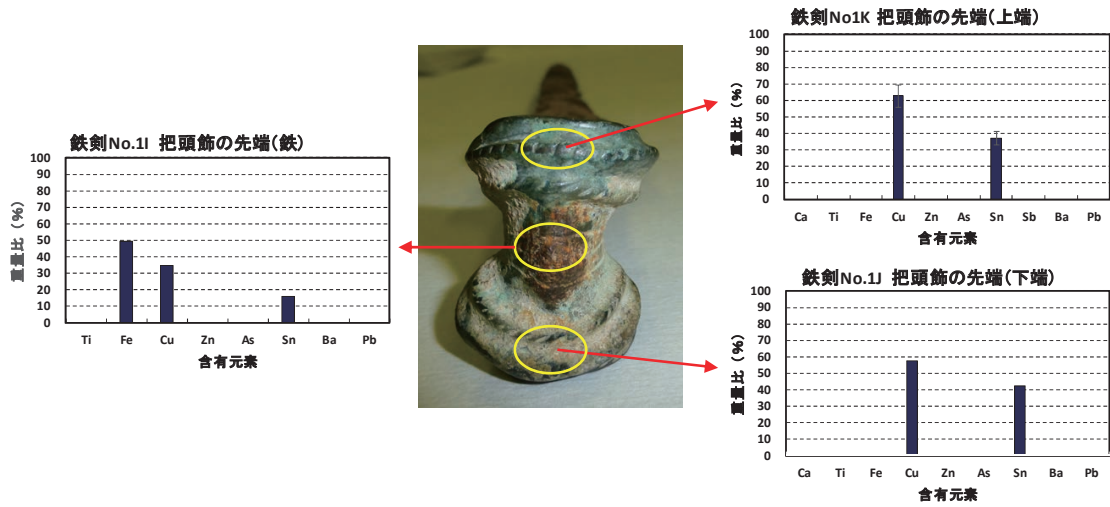 鉄剣No.1I 把頭飾の先端(鉄)
重量比(%)
100
90
80
70
60
50
40
30
20
10
0
Ti Fe Cu Zn As Sn Ba Pb
含有元素
鉄剣No1K 把頭飾の先端(上端)
重量比(%)
100
90
80
70
60
50
40
30
20
10
0
Ca Ti Fe Cu Zn As Sn Sb Ba Pb
含有元素
鉄剣No.1J 把頭飾の先端(下端)
重量比(%)
100
90
80
70
60
50
40
30
20
10
0
Ca Ti Fe Cu Zn As Sn Ba Pb
含有元素